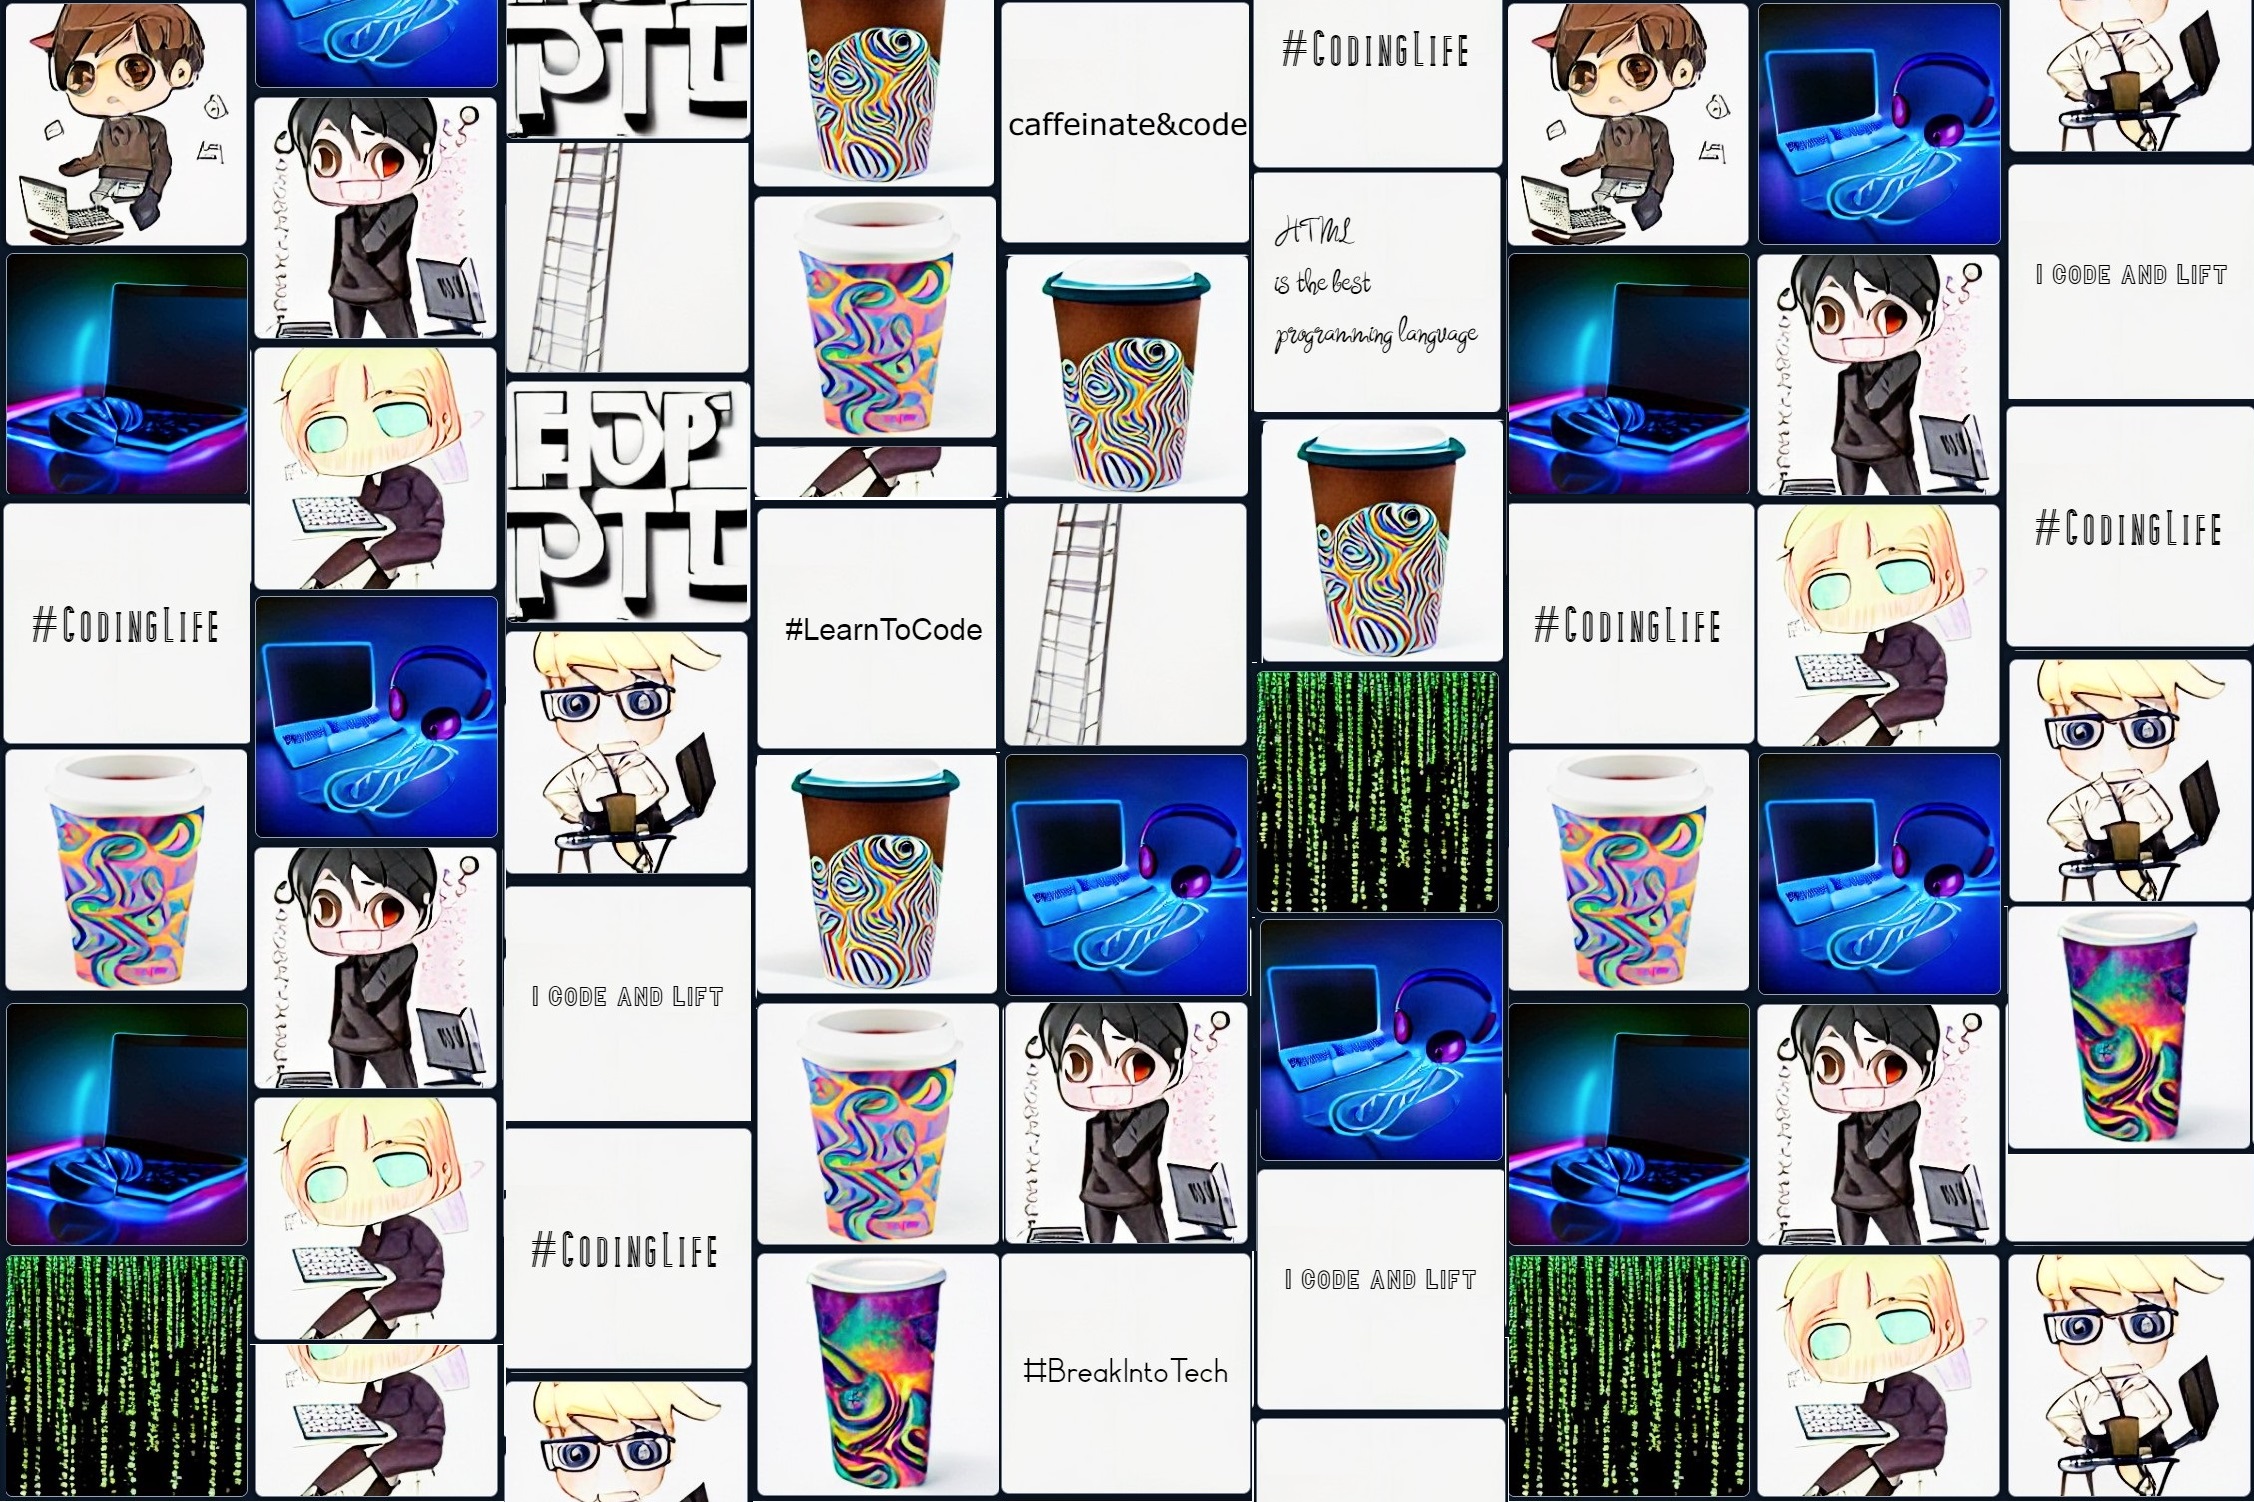 #CodingLife
caffeinate&code
HTML
is the best
programming language
I CODE AND LIFT
#CodingLife
#CodingLife
#LearnToCode
#CodingLife
I CODE AND LIFT
#CodingLife
I CODE AND LIFT
#BreakIntoTech